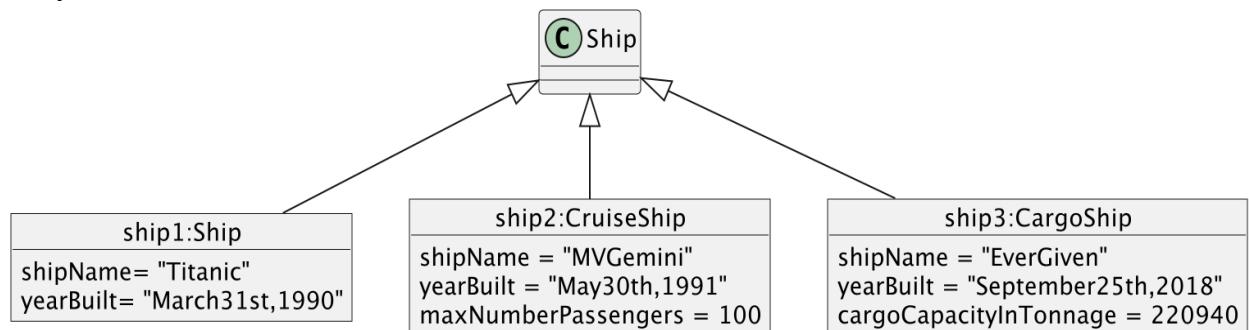 C Ship
ship1:Ship
shipName= "Titanic"
yearBuilt= "March31st,1990"
ship2:CruiseShip
shipName = "MVGemini"
yearBuilt = "May30th,1991"
maxNumberPassengers = 100
ship3:CargoShip
shipName = "EverGiven"
yearBuilt = "September25th,2018"
cargoCapacityInTonnage = 220940